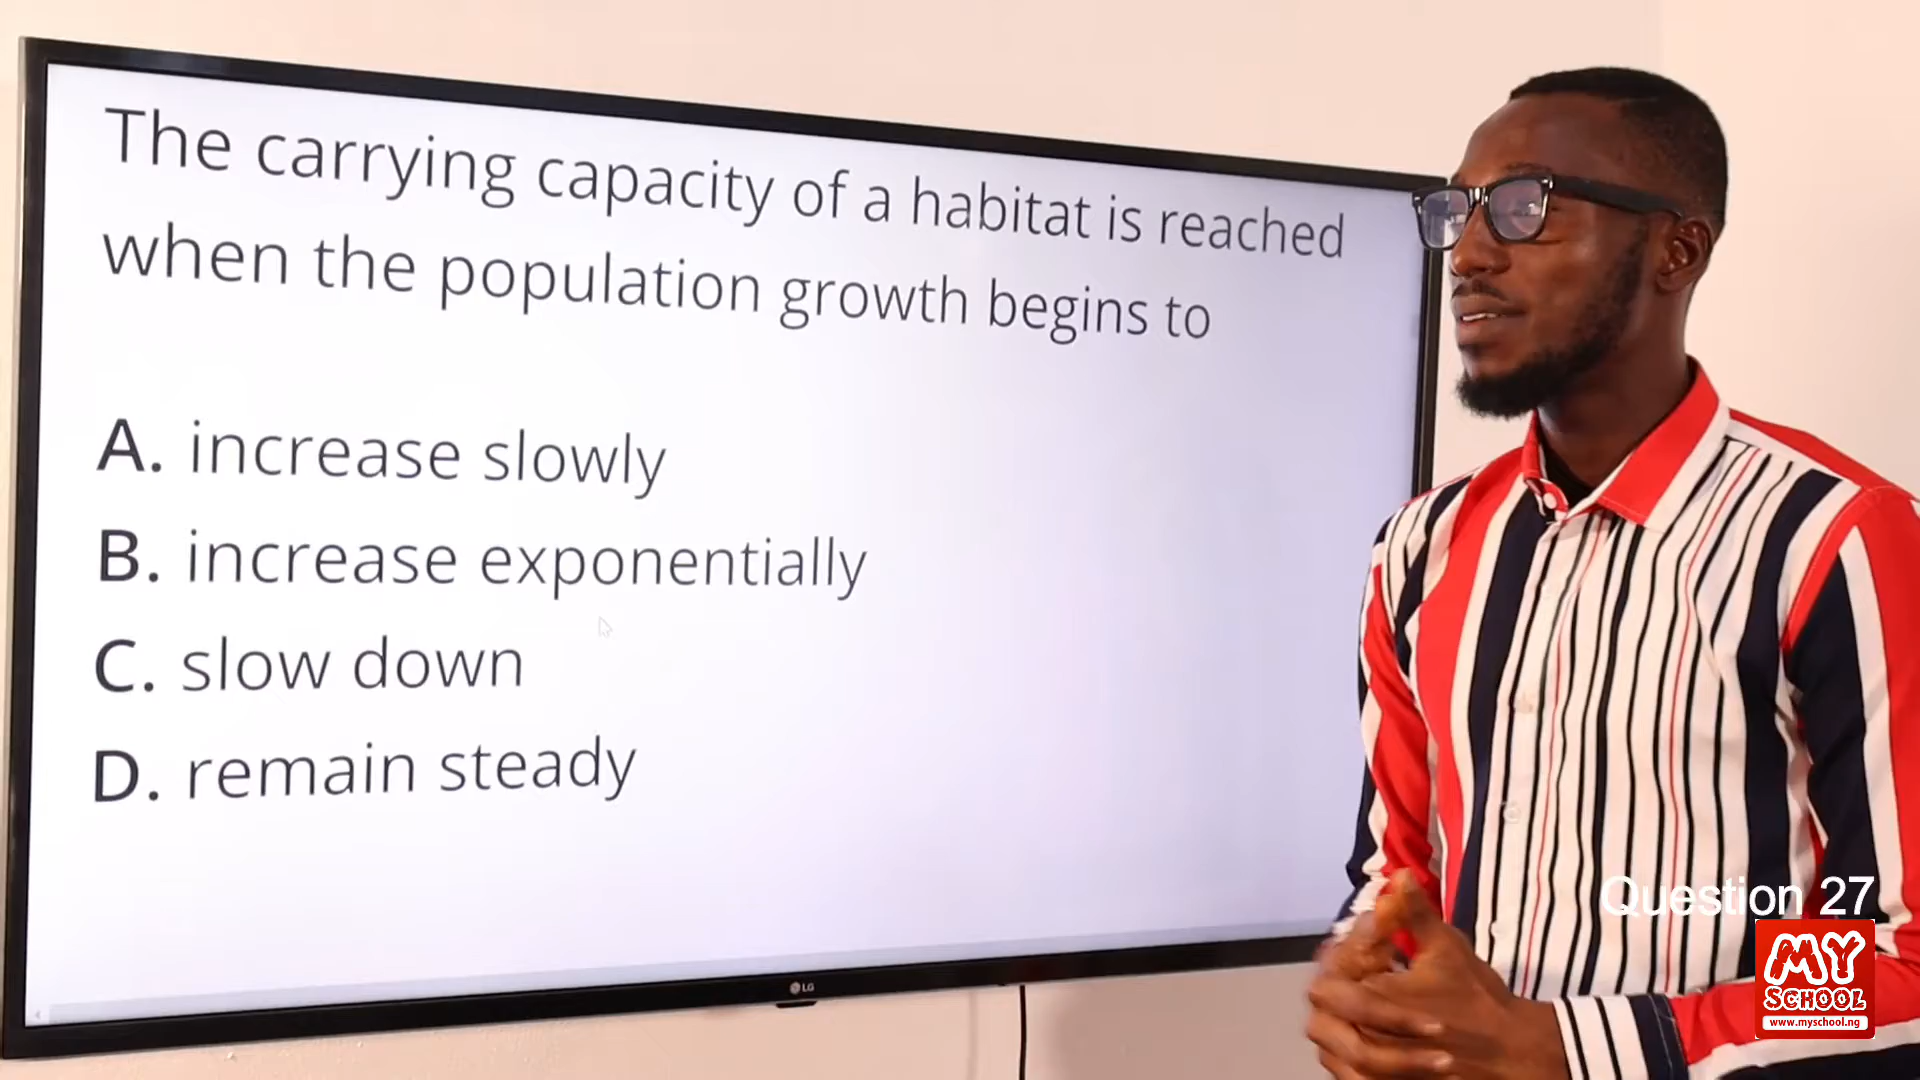 The carrying capacity of a habitat is reached
when the population growth begins to
A. increase slowly
B. increase exponentially
C. slow down
D. remain steady
LG
Question 27
MY
SCHOOL
www.myschool.ng